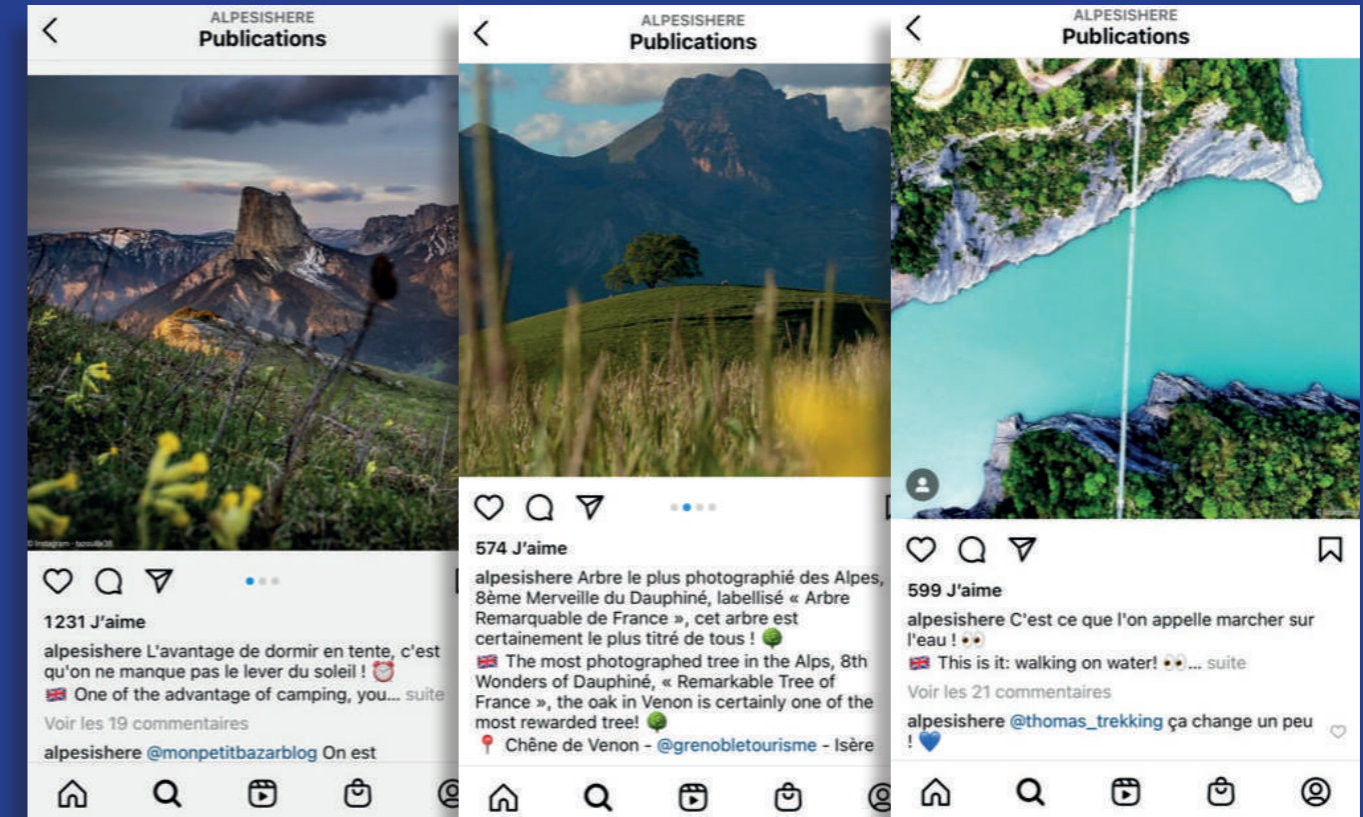 ALPESISHERE
Publications
© Instagram - tazouille38
1231 J'aime
alpesishere L'avantage de dormir en tente, c'est
qu'on ne manque pas le lever du soleil ! ⏰
🇬🇧 One of the advantage of camping, you... suite
Voir les 19 commentaires
alpesishere @monpetitbazarblog On est
ALPESISHERE
Publications
574 J'aime
alpesishere Arbre le plus photographié des Alpes,
8ème Merveille du Dauphiné, labellisé « Arbre
Remarquable de France », cet arbre est
certainement le plus titré de tous ! 🌳
🇬🇧 The most photographed tree in the Alps, 8th
Wonders of Dauphiné, « Remarkable Tree of
France », the oak in Venon is certainly one of the
most rewarded tree! 🌳
📍 Chêne de Venon - @grenobletourisme - Isère
ALPESISHERE
Publications
599 J'aime
alpesishere C'est ce que l'on appelle marcher sur
l'eau ! 👀
🇬🇧 This is it: walking on water! 👀... suite
Voir les 21 commentaires
alpesishere @thomas_trekking ça change un peu
! 💙